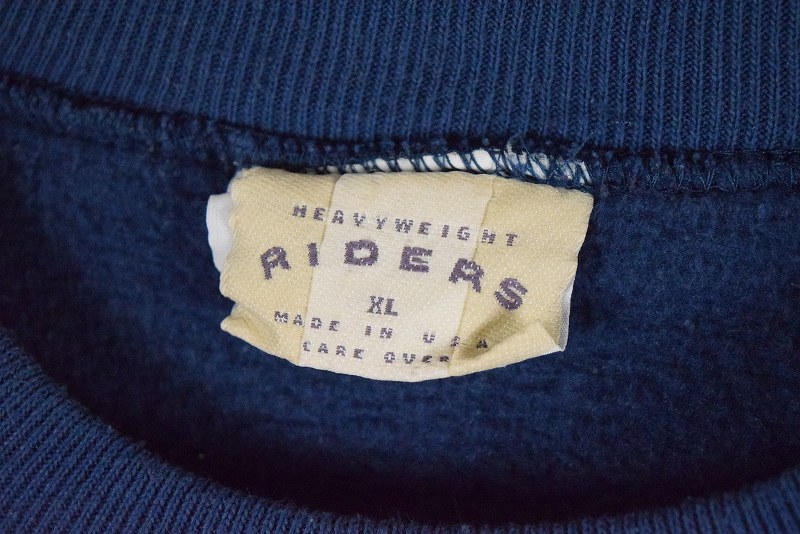 HEAVYWEIGHT
RIDERS
XL
MADE IN U S A
CARE OVER